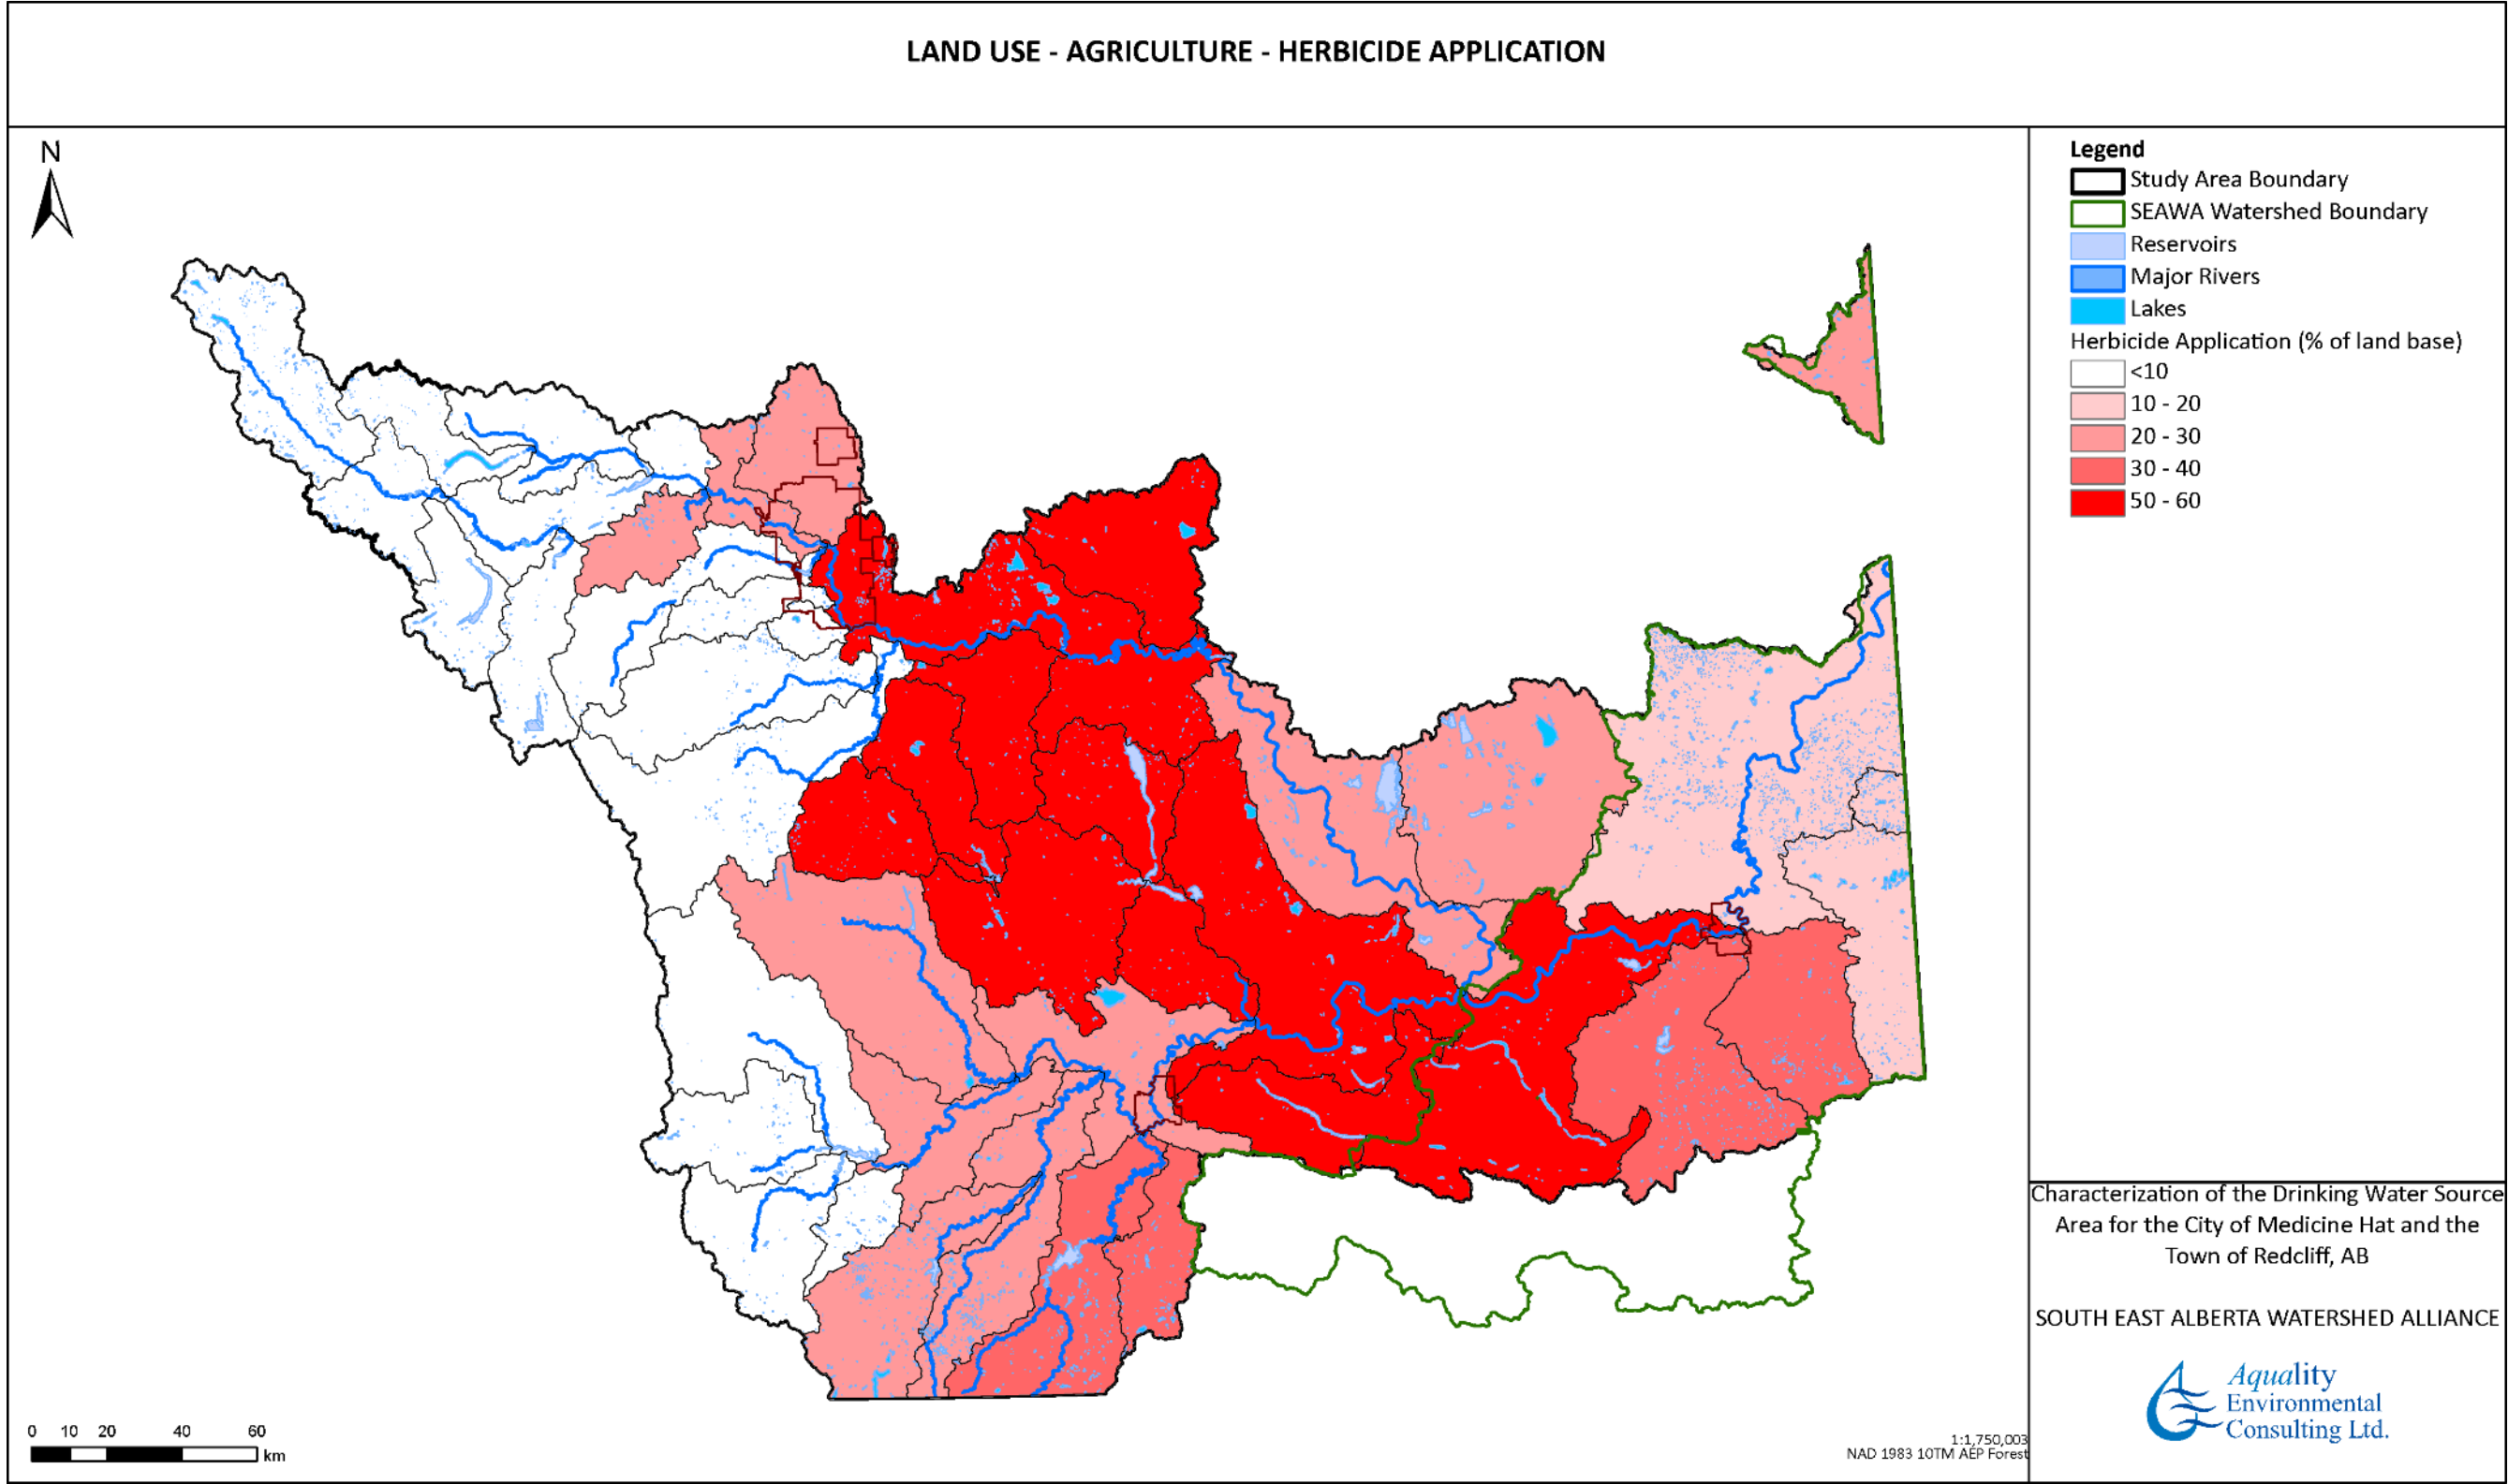 LAND USE - AGRICULTURE - HERBICIDE APPLICATION
N
Legend
Study Area Boundary
SEAWA Watershed Boundary
Reservoirs
Major Rivers
Lakes
Herbicide Application (% of land base)
<10
10 - 20
20 - 30
30 - 40
50 - 60
Characterization of the Drinking Water Source
Area for the City of Medicine Hat and the
Town of Redcliff, AB
SOUTH EAST ALBERTA WATERSHED ALLIANCE
Aquality
Environmental
Consulting Ltd.
0 10 20 40 60
km
1:1,750,003
NAD 1983 10TM AEP Forest